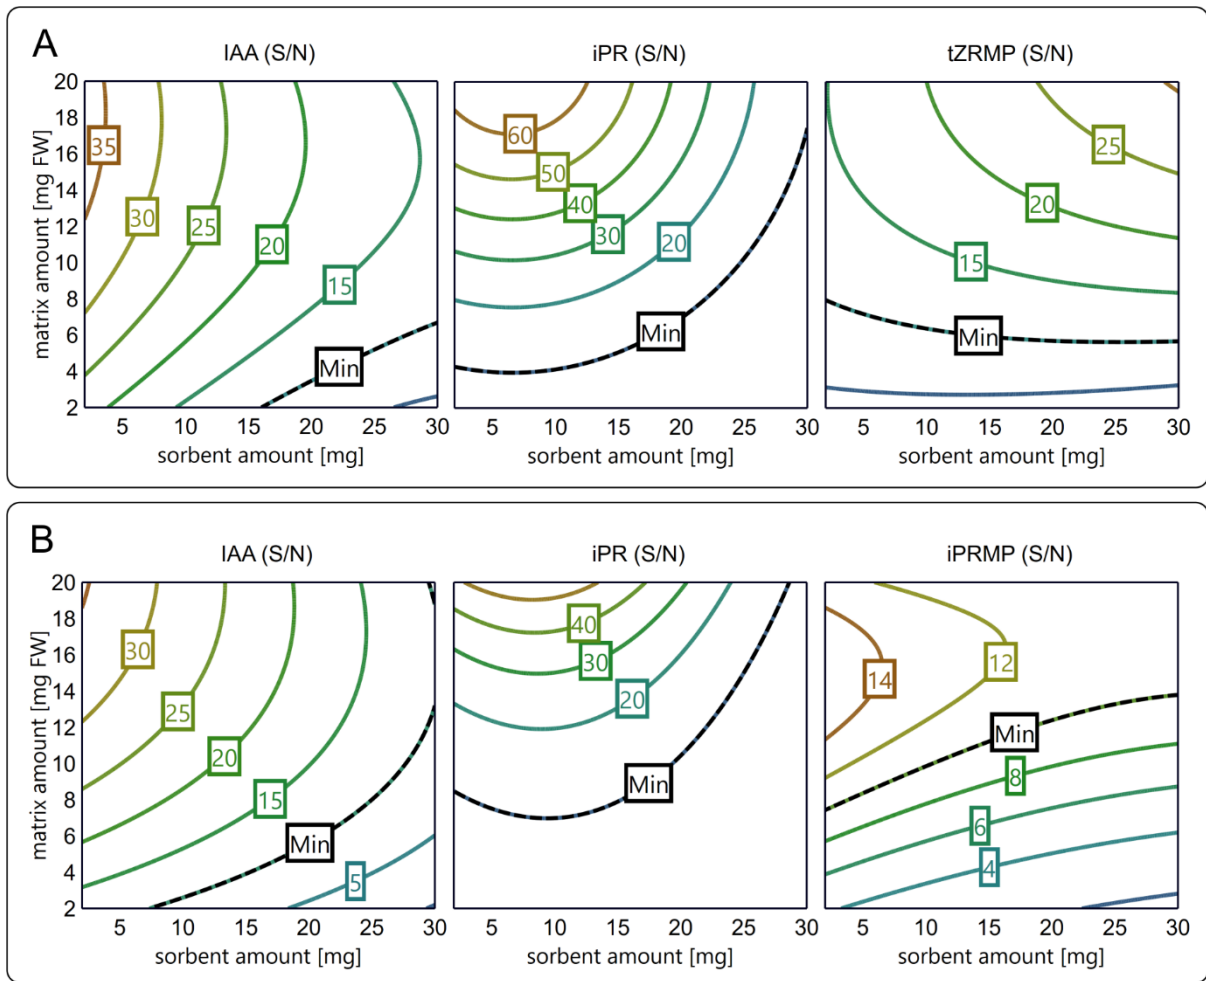 A
IAA (S/N)
iPR (S/N)
tZRMP (S/N)
matrix amount [mg FW]
20
18
16
14
12
10
8
6
4
2
35
30
25
20
15
Min
60
50
40
30
20
Min
25
20
15
Min
5 10 15 20 25 30
5 10 15 20 25 30
5 10 15 20 25 30
sorbent amount [mg]
sorbent amount [mg]
sorbent amount [mg]
B
IAA (S/N)
iPR (S/N)
iPRMP (S/N)
matrix amount [mg FW]
20
18
16
14
12
10
8
6
4
2
30
25
20
15
Min
5
40
30
20
Min
14
12
Min
8
6
4
5 10 15 20 25 30
5 10 15 20 25 30
5 10 15 20 25 30
sorbent amount [mg]
sorbent amount [mg]
sorbent amount [mg]